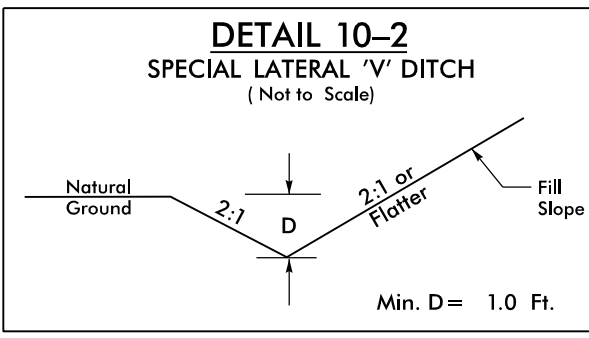 DETAIL 10–2
SPECIAL LATERAL 'V' DITCH
( Not to Scale)
Natural
Ground
2:1
D
2:1 or
Flatter
Fill
Slope
Min. D = 1.0 Ft.